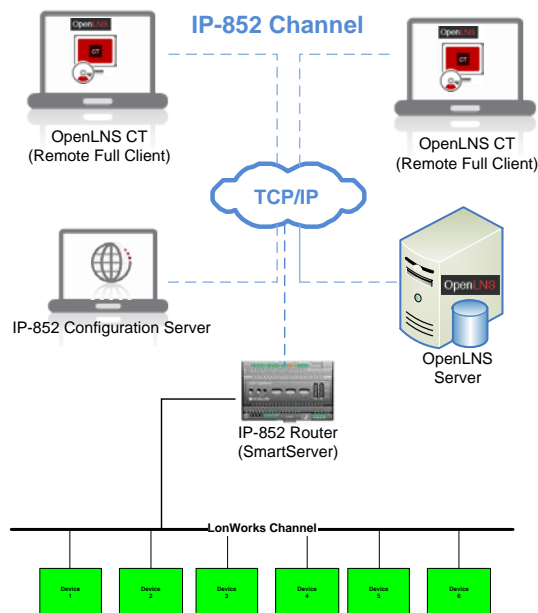 IP-852 Channel
OpenLNS
CT
OpenLNS
CT
OpenLNS CT
(Remote Full Client)
OpenLNS CT
(Remote Full Client)
TCP/IP
IP-852 Configuration Server
OpenLNS
OpenLNS
Server
IP-852 Router
(SmartServer)
LonWorks Channel
Device
1
Device
2
Device
3
Device
4
Device
5
Device
6